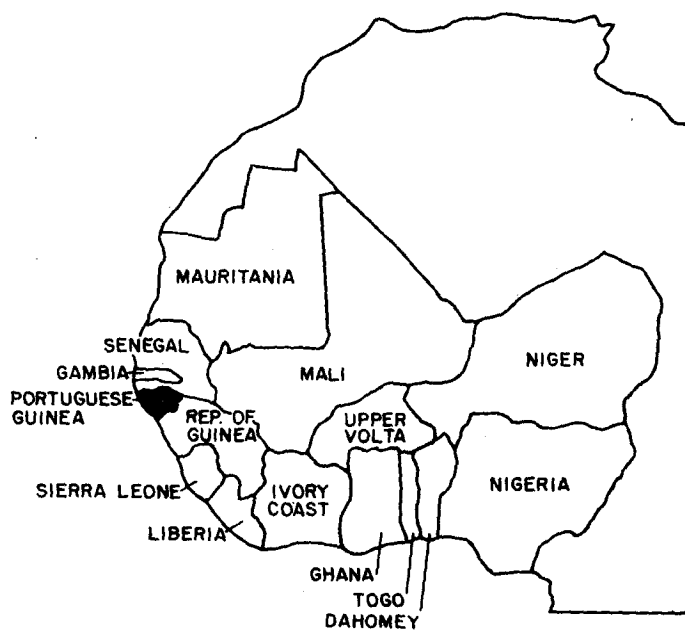 MAURITANIA
SENEGAL
GAMBIA
MALI
NIGER
PORTUGUESE
GUINEA
REP. OF
GUINEA
UPPER
VOLTA
SIERRA LEONE
IVORY
COAST
NIGERIA
LIBERIA
GHANA
TOGO
DAHOMEY